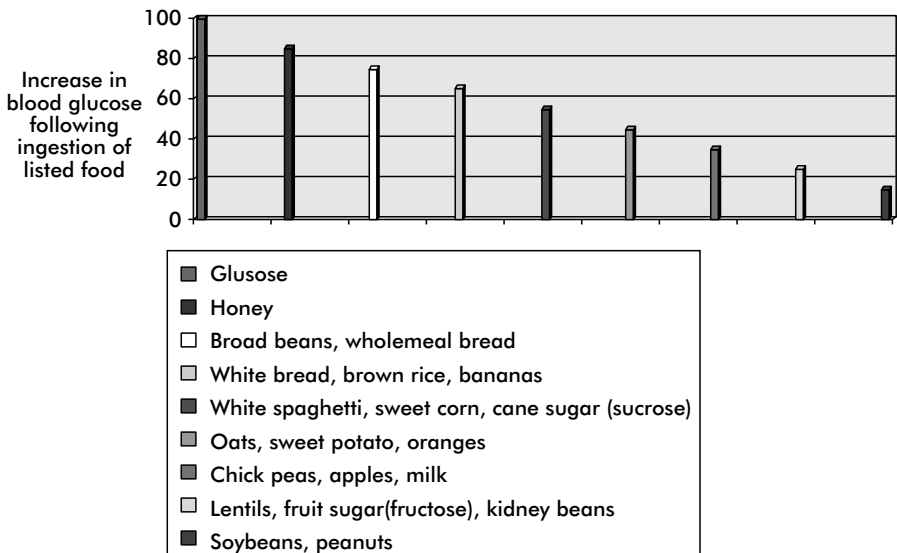 100
80
60
40
20
0
Increase in
blood glucose
following
ingestion of
listed food
Glusose
Honey
Broad beans, wholemeal bread
White bread, brown rice, bananas
White spaghetti, sweet corn, cane sugar (sucrose)
Oats, sweet potato, oranges
Chick peas, apples, milk
Lentils, fruit sugar(fructose), kidney beans
Soybeans, peanuts